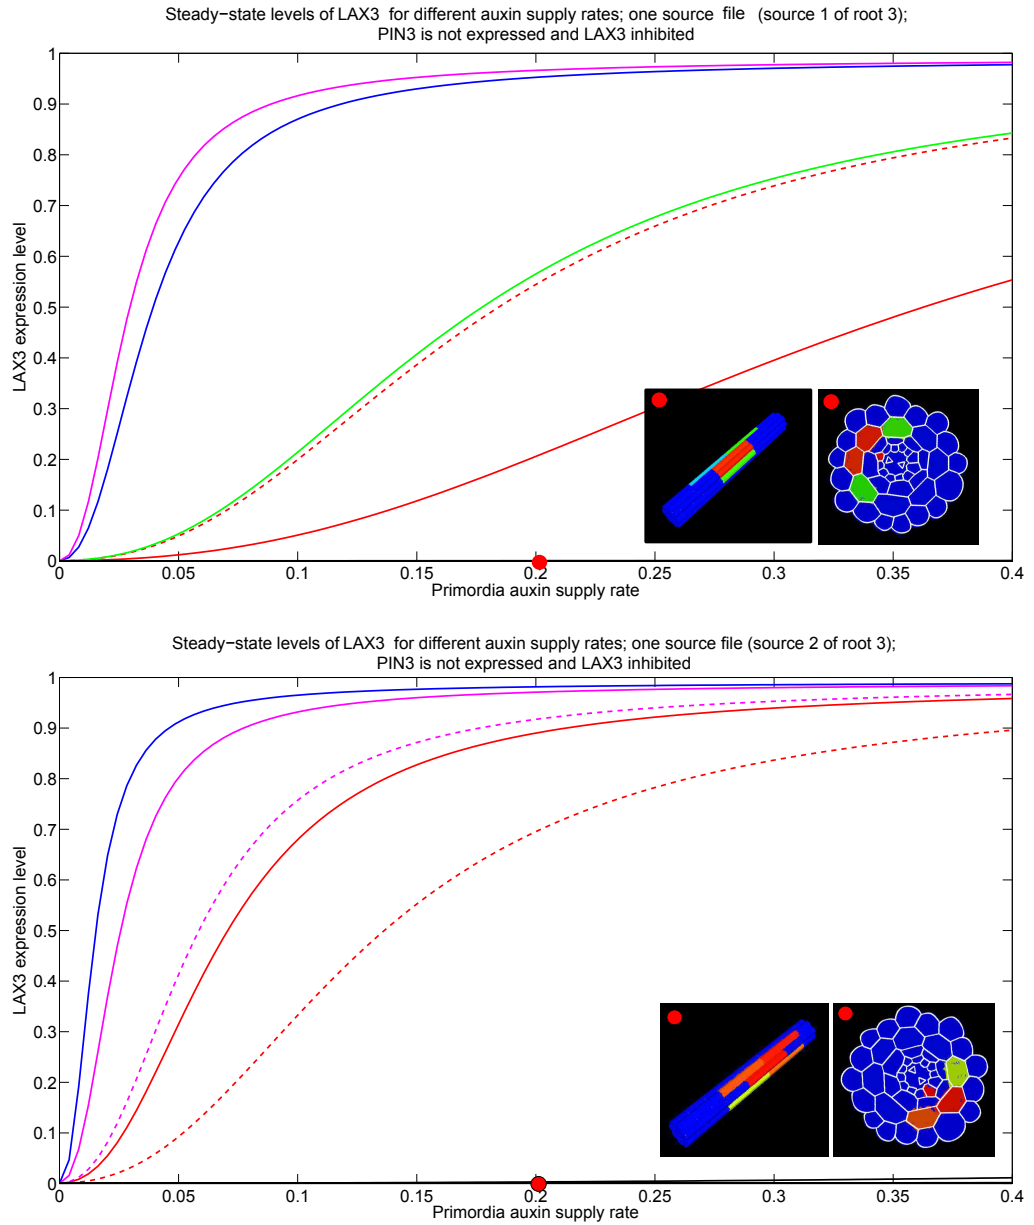 Steady−state levels of LAX3 for different auxin supply rates; one source file (source 1 of root 3);
PIN3 is not expressed and LAX3 inhibited
1
0.9
0.8
0.7
0.6
0.5
0.4
0.3
0.2
0.1
0
LAX3 expression level
0 0.05 0.1 0.15 0.2 0.25 0.3 0.35 0.4
Primordia auxin supply rate
Steady−state levels of LAX3 for different auxin supply rates; one source file (source 2 of root 3);
PIN3 is not expressed and LAX3 inhibited
1
0.9
0.8
0.7
0.6
0.5
0.4
0.3
0.2
0.1
0
LAX3 expression level
0 0.05 0.1 0.15 0.2 0.25 0.3 0.35 0.4
Primordia auxin supply rate